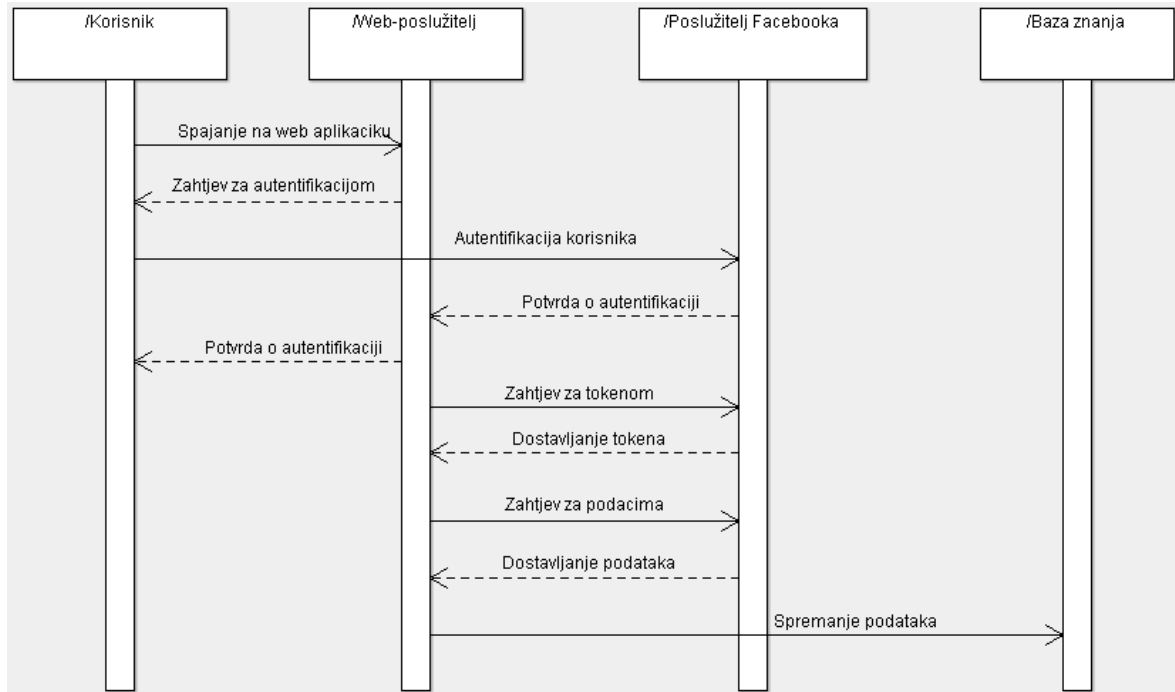 /Korisnik
/Web-poslužitelj
/Poslužitelj Facebooka
/Baza znanja
Spajanje na web aplikaciku
Zahtjev za autentifikacijom
Autentifikacija korisnika
Potvrda o autentifikaciji
Potvrda o autentifikaciji
Zahtjev za tokenom
Dostavljanje tokena
Zahtjev za podacima
Dostavljanje podataka
Spremanje podataka